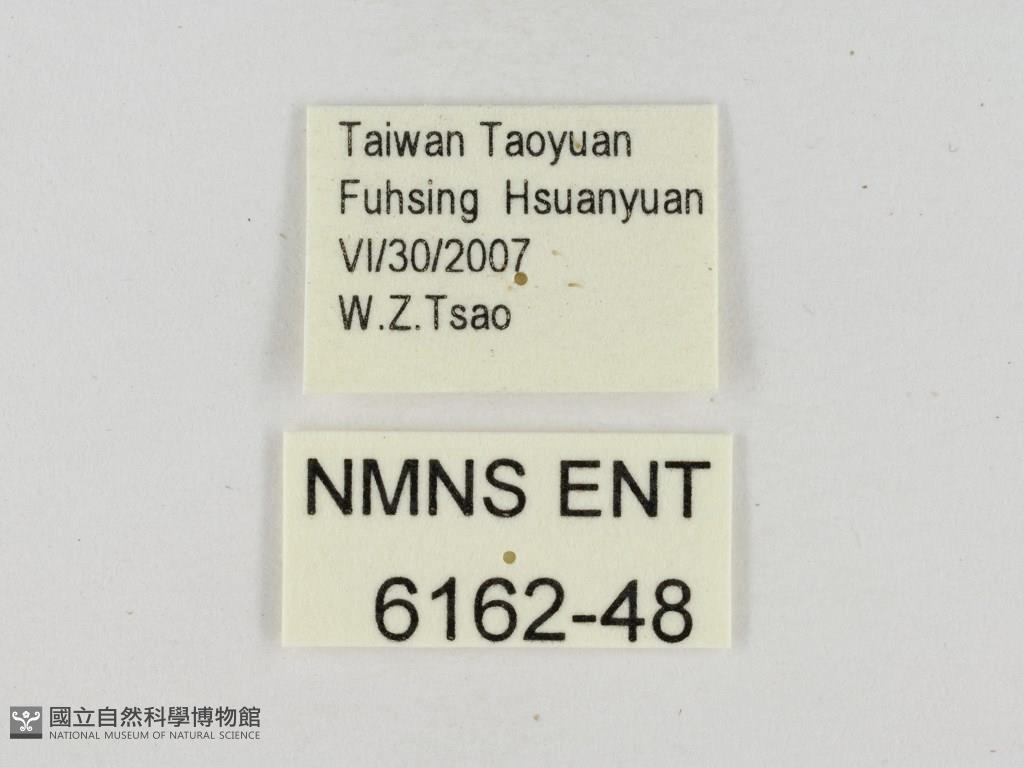 Taiwan Taoyuan
Fuhsing Hsuanyuan
VI/30/2007
W.Z.Tsao
NMNS ENT
6162-48
國立自然科學博物館
NATIONAL MUSEUM OF NATURAL SCIENCE